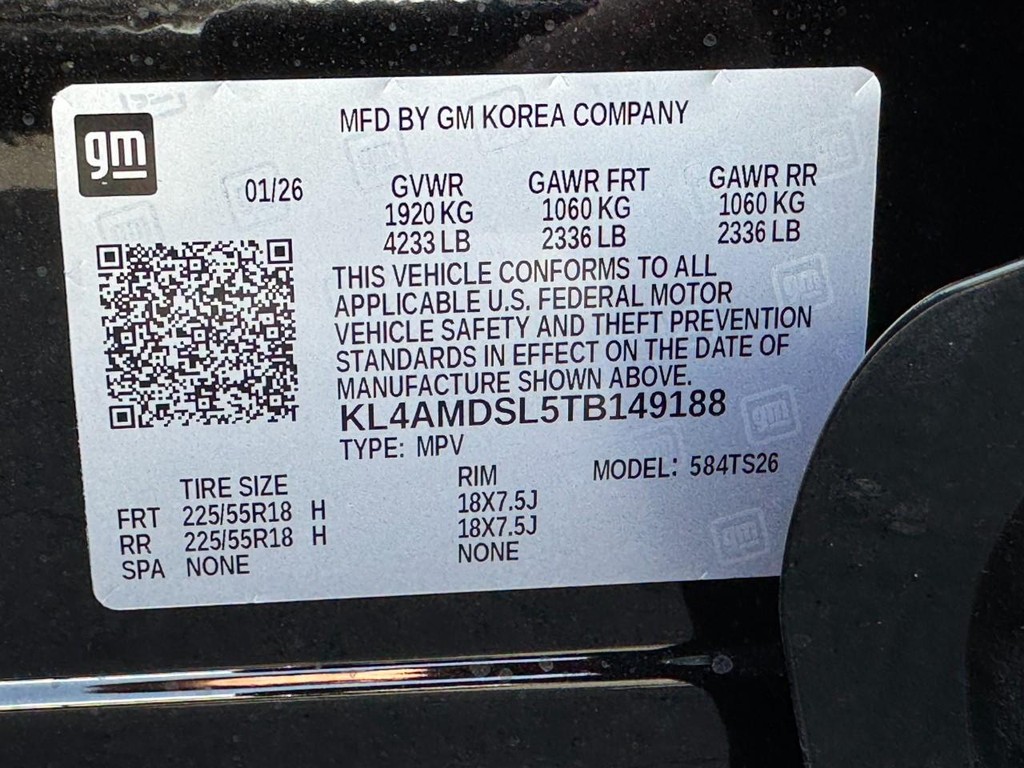 gm
MFD BY GM KOREA COMPANY
01/26
GVWR GAWR FRT GAWR RR
1920 KG 1060 KG 1060 KG
4233 LB 2336 LB 2336 LB
THIS VEHICLE CONFORMS TO ALL
APPLICABLE U.S. FEDERAL MOTOR
VEHICLE SAFETY AND THEFT PREVENTION
STANDARDS IN EFFECT ON THE DATE OF
MANUFACTURE SHOWN ABOVE.
KL4AMDSL5TB149188
TYPE: MPV
MODEL: 584TS26
TIRE SIZE RIM
FRT 225/55R18 H 18X7.5J
RR 225/55R18 H 18X7.5J
SPA NONE NONE